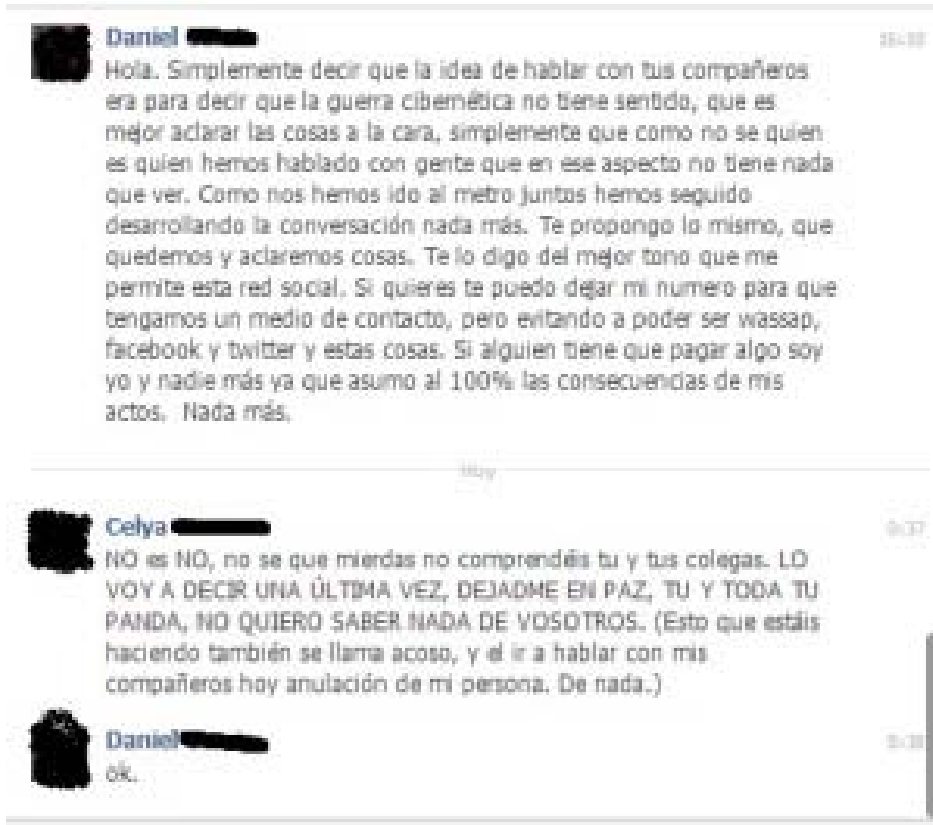 Daniel
Hola. Simplemente decir que la idea de hablar con tus compañeros
era para decir que la guerra cibernética no tiene sentido, que es
mejor aclarar las cosas a la cara, simplemente que como no se quien
es quien hemos hablado con gente que en ese aspecto no tiene nada
que ver. Como nos hemos ido al metro juntos hemos seguido
desarrollando la conversación nada más. Te propongo lo mismo, que
quedemos y aclaremos cosas. Te lo digo del mejor tono que me
permite esta red social. Si quieres te puedo dejar mi numero para que
tengamos un medio de contacto, pero evitando a poder ser wassap,
facebook y twitter y estas cosas. Si alguien tiene que pagar algo soy
yo y nadie más ya que asumo al 100% las consecuencias de mis
actos. Nada más.
Hoy
Celya 9:37
NO es NO, no se que mierdas no comprendéis tu y tus colegas. LO
VOY A DECIR UNA ÚLTIMA VEZ, DEJADME EN PAZ, TU Y TODA TU
PANDA, NO QUIERO SABER NADA DE VOSOTROS. (Esto que estáis
haciendo también se llama acoso, y el ir a hablar con mis
compañeros hoy anulación de mi persona. De nada.)
Daniel
ok.